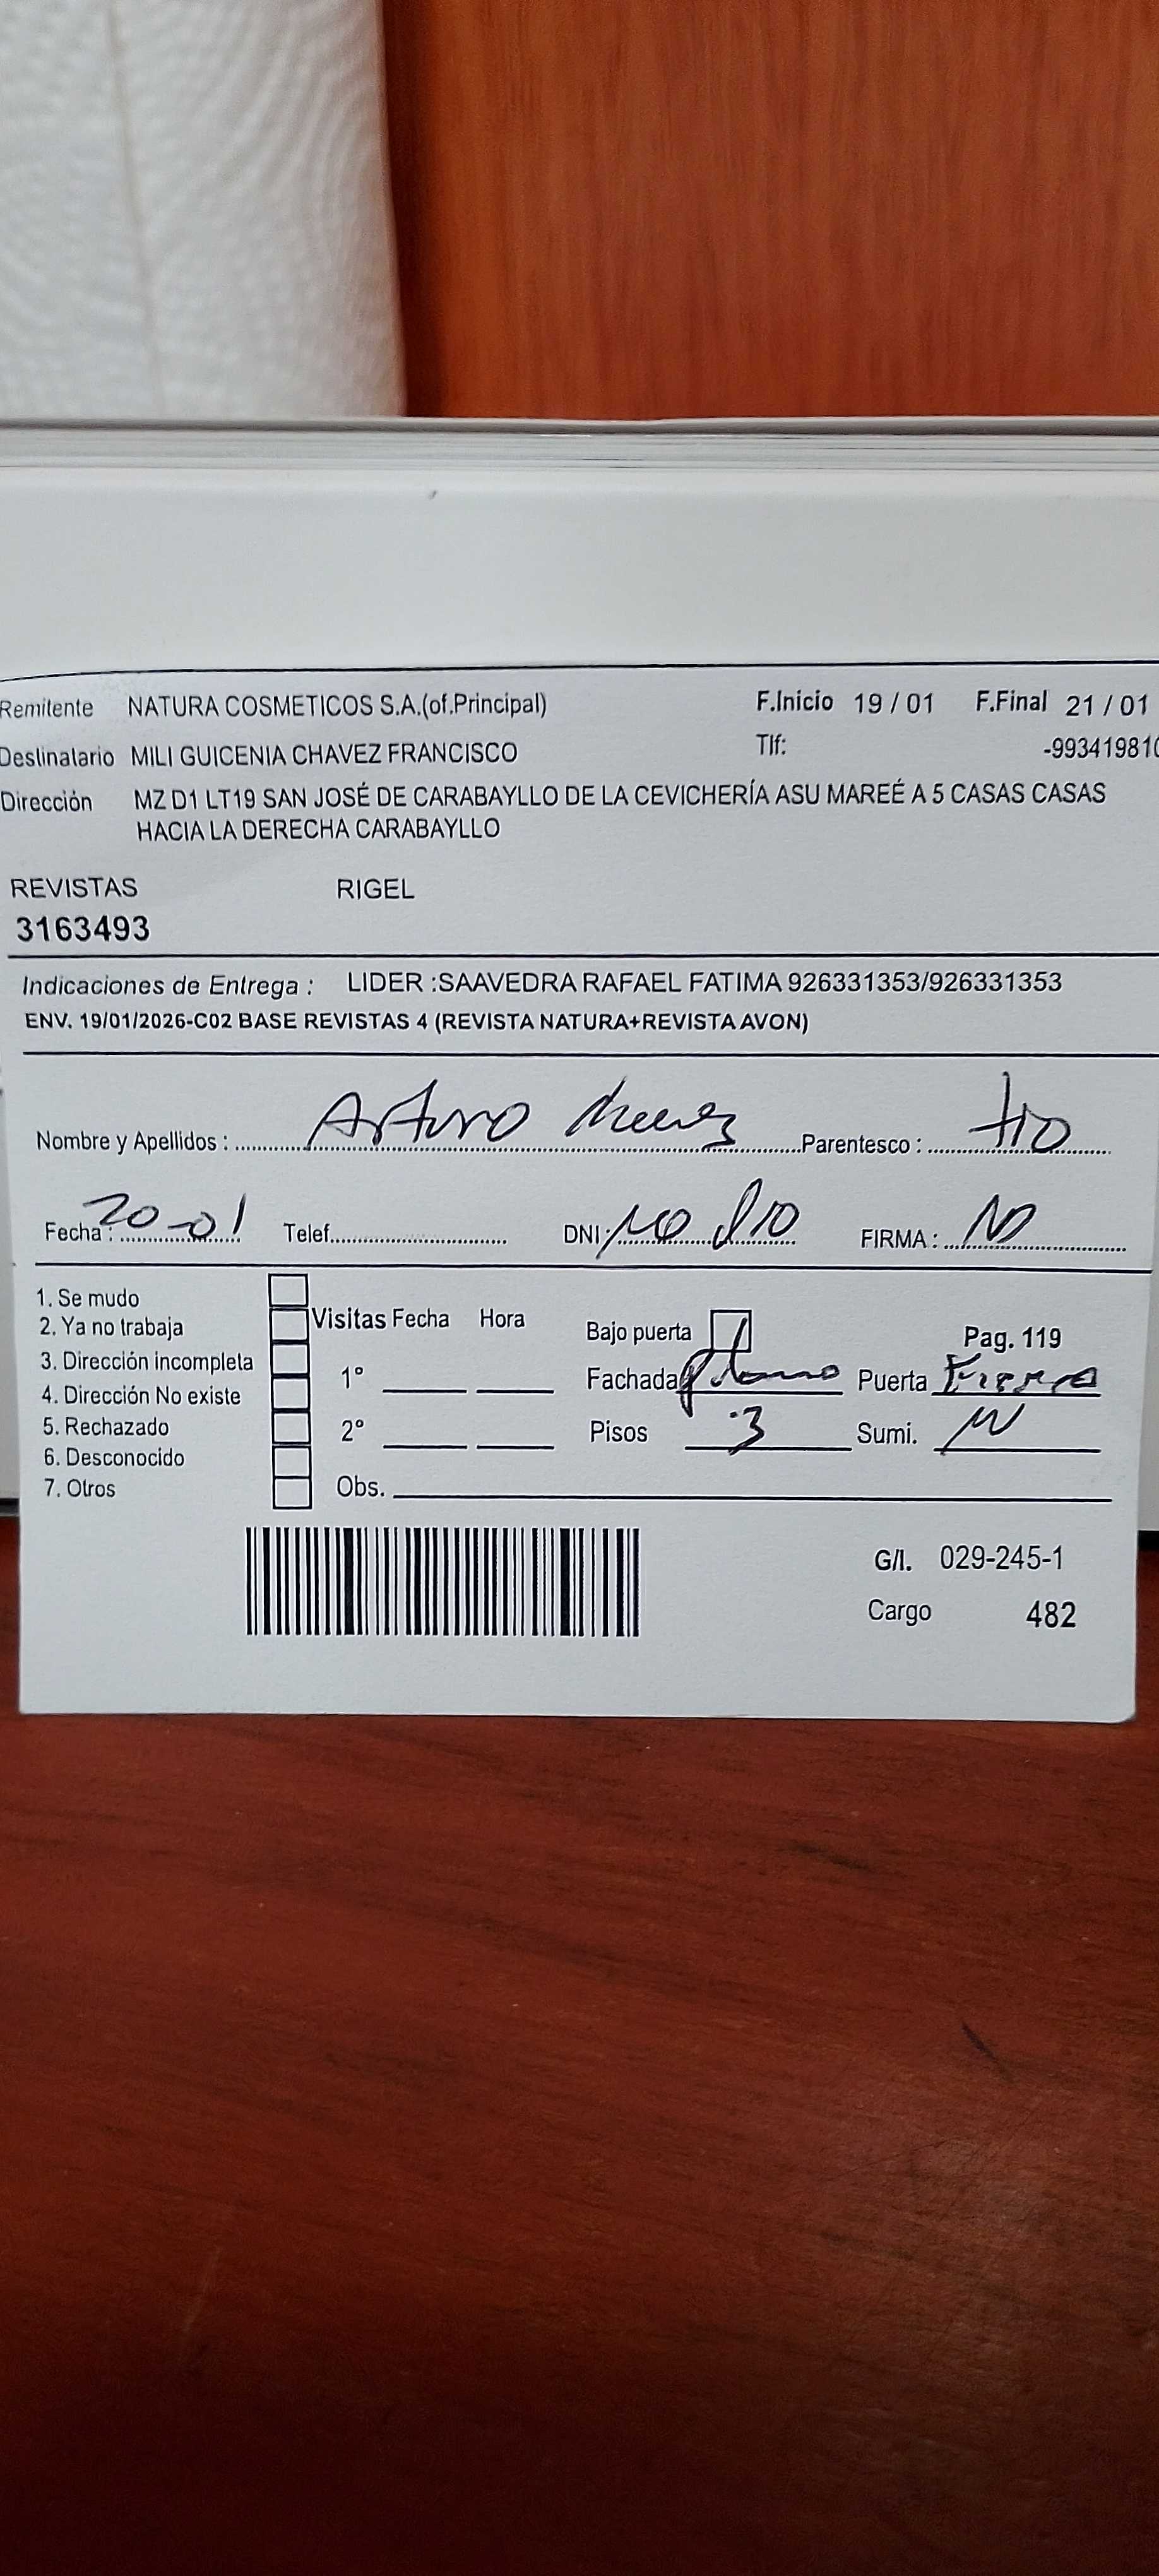 Remitente NATURA COSMETICOS S.A.(of.Principal) F.Inicio 19 / 01 F.Final 21 / 01
Destinatario MILI GUICENIA CHAVEZ FRANCISCO Tlf: -993419810
Dirección MZ D1 LT19 SAN JOSÉ DE CARABAYLLO DE LA CEVICHERÍA ASU MAREÉ A 5 CASAS CASAS
HACIA LA DERECHA CARABAYLLO
REVISTAS RIGEL
3163493
Indicaciones de Entrega : LIDER :SAAVEDRA RAFAEL FATIMA 926331353/926331353
ENV. 19/01/2026-C02 BASE REVISTAS 4 (REVISTA NATURA+REVISTA AVON)
Nombre y Apellidos : Arturo Parentesco : tio
Fecha : 20-01 Telef. DNI: no dio FIRMA : N
1. Se mudo
2. Ya no trabaja
3. Dirección incompleta
4. Dirección No existe
5. Rechazado
6. Desconocido
7. Otros
Visitas Fecha Hora
1°
2°
Obs.
Bajo puerta Pag. 119
Fachada Puerta Fierro
Pisos 3 Sumi.
G/I. 029-245-1
Cargo 482